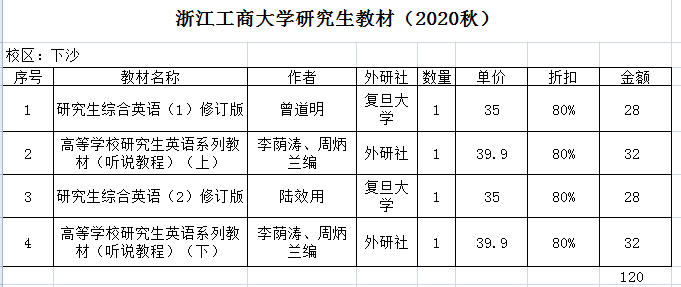 浙江工商大学研究生教材（2020秋）
校区：下沙
序号 教材名称 作者 外研社 数量 单价 折扣 金额
1 研究生综合英语（1）修订版 曾道明 复旦大学 1 35 80% 28
2 高等学校研究生英语系列教材（听说教程）（上） 李荫涛、周炳兰编 外研社 1 39.9 80% 32
3 研究生综合英语（2）修订版 陆效用 复旦大学 1 35 80% 28
4 高等学校研究生英语系列教材（听说教程）（下） 李荫涛、周炳兰编 外研社 1 39.9 80% 32
120